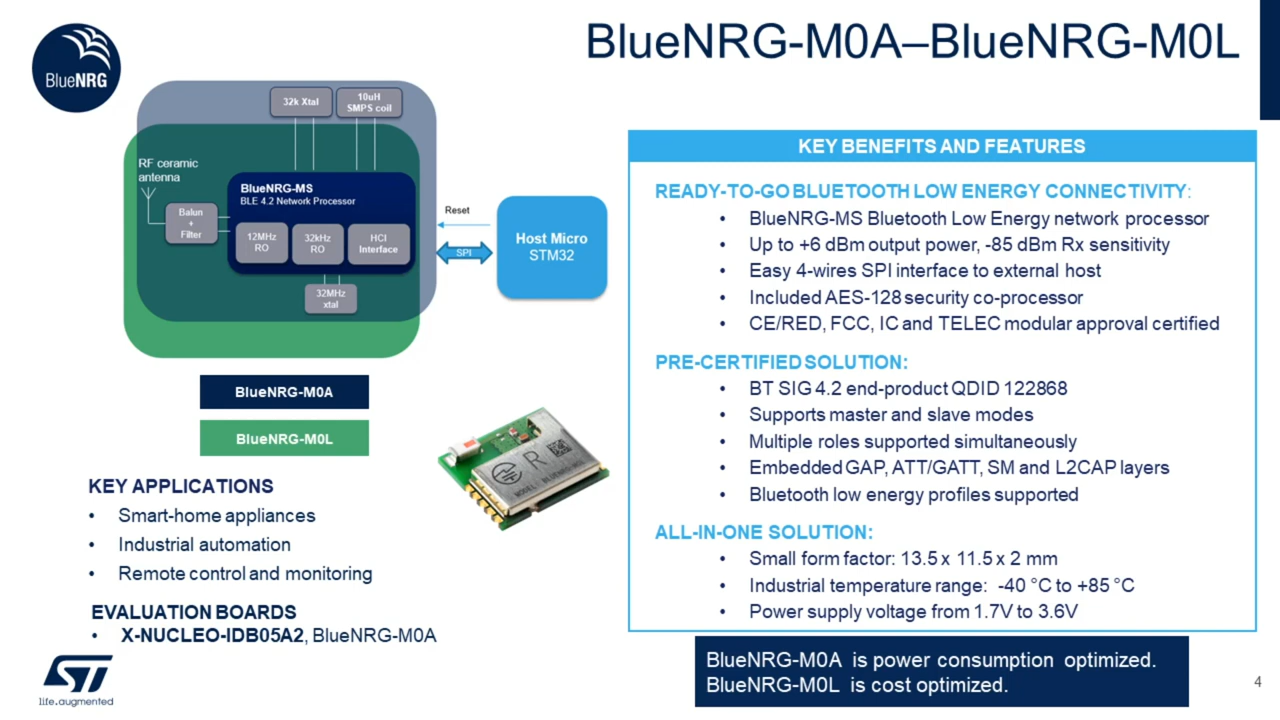 BlueNRG-M0A–BlueNRG-M0L
BlueNRG
32k Xtal
10uH
SMPS coil
RF ceramic
antenna
BlueNRG-MS
BLE 4.2 Network Processor
Balun
+
Filter
12MHz
RO
32kHz
RO
HCI
Interface
32MHz
xtal
Reset
SPI
Host Micro
STM32
BlueNRG-M0A
BlueNRG-M0L
KEY APPLICATIONS
• Smart-home appliances
• Industrial automation
• Remote control and monitoring
EVALUATION BOARDS
• X-NUCLEO-IDB05A2, BlueNRG-M0A
R
KEY BENEFITS AND FEATURES
READY-TO-GO BLUETOOTH LOW ENERGY CONNECTIVITY:
• BlueNRG-MS Bluetooth Low Energy network processor
• Up to +6 dBm output power, -85 dBm Rx sensitivity
• Easy 4-wires SPI interface to external host
• Included AES-128 security co-processor
• CE/RED, FCC, IC and TELEC modular approval certified
PRE-CERTIFIED SOLUTION:
• BT SIG 4.2 end-product QDID 122868
• Supports master and slave modes
• Multiple roles supported simultaneously
• Embedded GAP, ATT/GATT, SM and L2CAP layers
• Bluetooth low energy profiles supported
ALL-IN-ONE SOLUTION:
• Small form factor: 13.5 x 11.5 x 2 mm
• Industrial temperature range: -40 °C to +85 °C
• Power supply voltage from 1.7V to 3.6V
BlueNRG-M0A is power consumption optimized.
BlueNRG-M0L is cost optimized.
ST
life.augmented
4